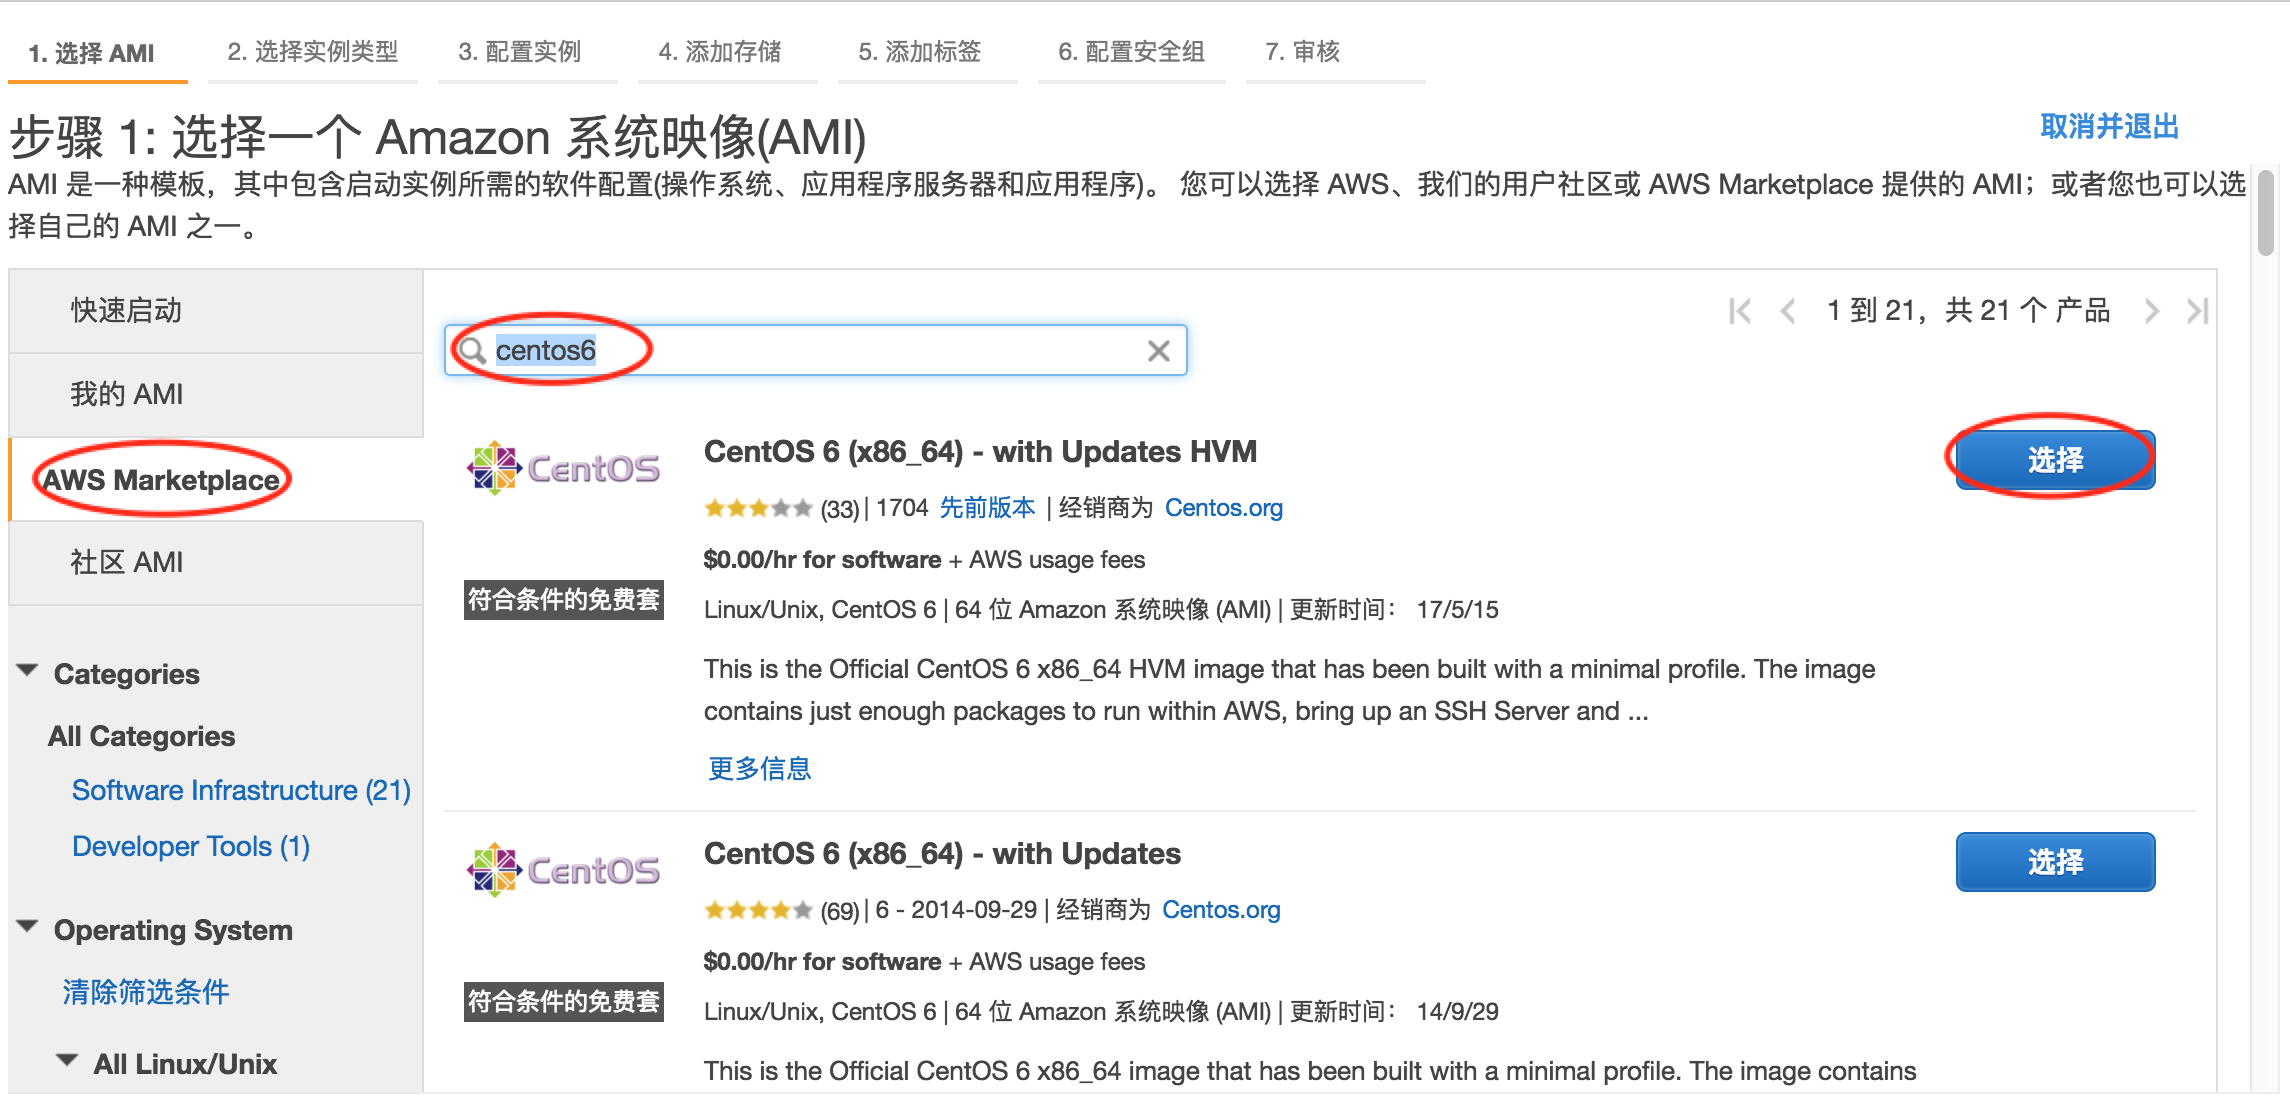 1. 选择 AMI
2. 选择实例类型
3. 配置实例
4. 添加存储
5. 添加标签
6. 配置安全组
7. 审核
步骤 1: 选择一个 Amazon 系统映像(AMI)
取消并退出
AMI 是一种模板，其中包含启动实例所需的软件配置(操作系统、应用程序服务器和应用程序)。 您可以选择 AWS、我们的用户社区或 AWS Marketplace 提供的 AMI；或者您也可以选
择自己的 AMI 之一。
快速启动
我的 AMI
AWS Marketplace
社区 AMI
Categories
All Categories
Software Infrastructure (21)
Developer Tools (1)
Operating System
清除筛选条件
All Linux/Unix
centos6
1 到 21，共 21 个 产品
CentOS
符合条件的免费套
CentOS 6 (x86_64) - with Updates HVM
(33) | 1704 先前版本 | 经销商为 Centos.org
$0.00/hr for software + AWS usage fees
Linux/Unix, CentOS 6 | 64 位 Amazon 系统映像 (AMI) | 更新时间： 17/5/15
This is the Official CentOS 6 x86_64 HVM image that has been built with a minimal profile. The image
contains just enough packages to run within AWS, bring up an SSH Server and ...
更多信息
选择
CentOS
符合条件的免费套
CentOS 6 (x86_64) - with Updates
(69) | 6 - 2014-09-29 | 经销商为 Centos.org
$0.00/hr for software + AWS usage fees
Linux/Unix, CentOS 6 | 64 位 Amazon 系统映像 (AMI) | 更新时间： 14/9/29
This is the Official CentOS 6 x86_64 image that has been built with a minimal profile. The image contains
选择